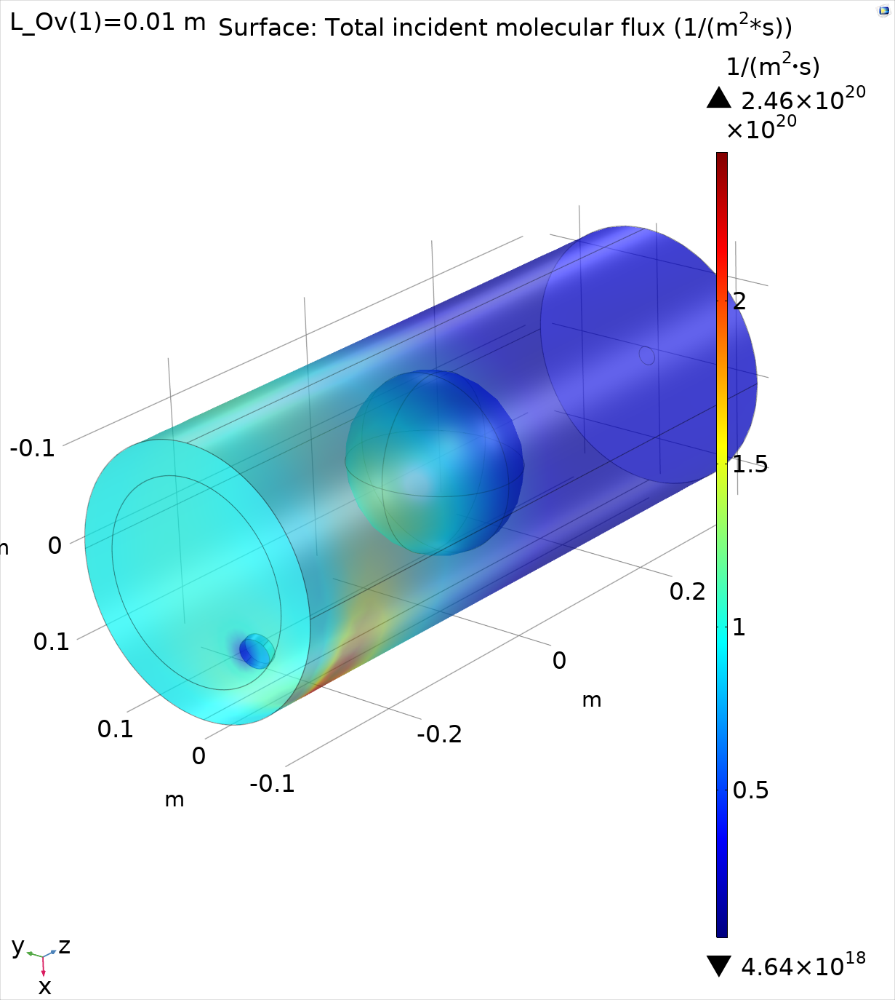 L_Ov(1)=0.01 m Surface: Total incident molecular flux (1/(m²*s))
1/(m²·s)
▲ 2.46×10²⁰
×10²⁰
2
1.5
1
0.5
▼ 4.64×10¹⁸
-0.1
0
0.1
m
0.1
0
-0.1
m
-0.2
0
0.2
m
y z
x